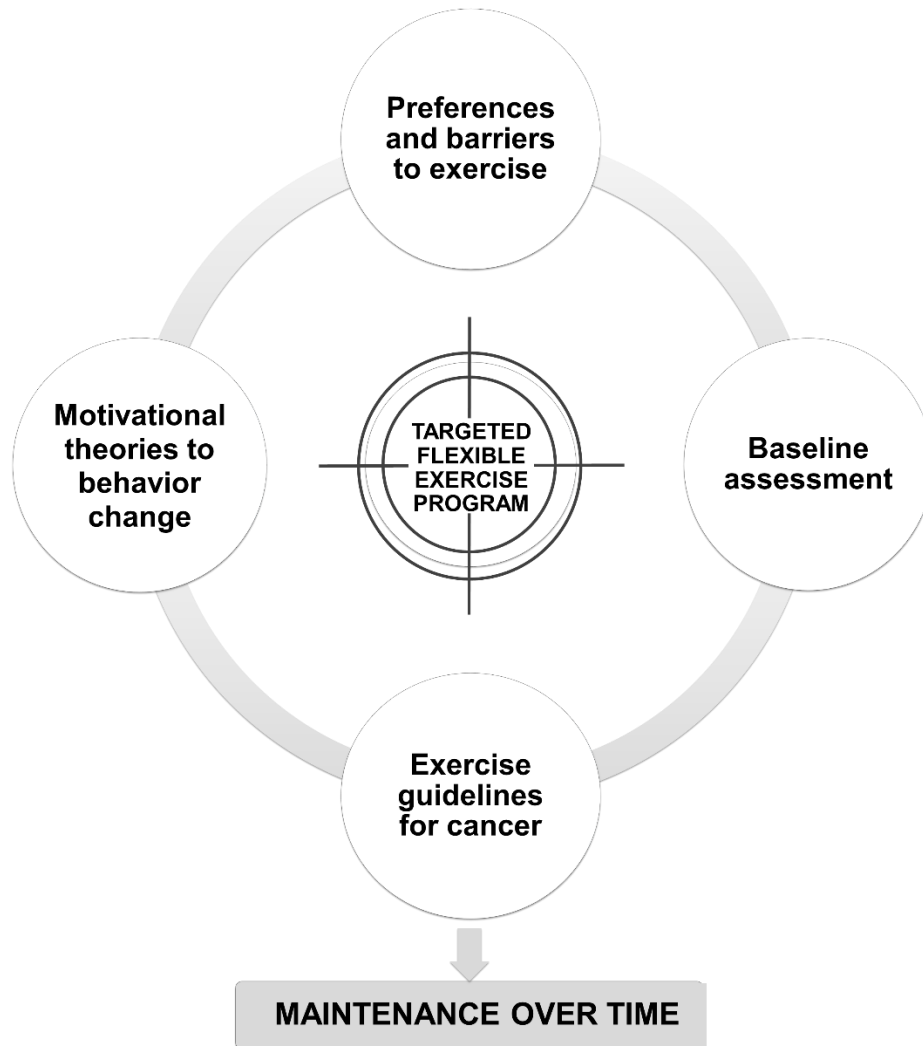 Preferences
and barriers
to exercise
Motivational
theories to
behavior
change
TARGETED
FLEXIBLE
EXERCISE
PROGRAM
Baseline
assessment
Exercise
guidelines
for cancer
MAINTENANCE OVER TIME